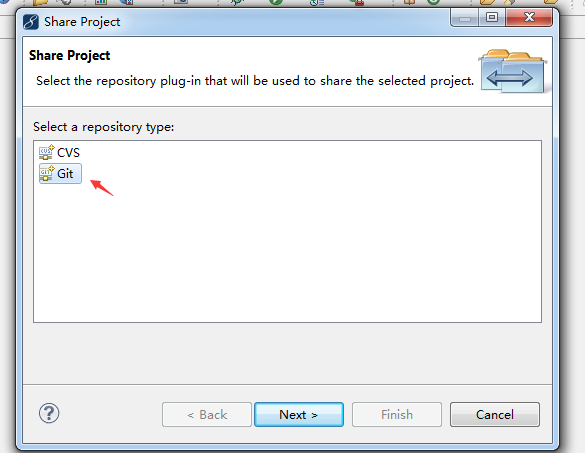 Share Project
Share Project
Select the repository plug-in that will be used to share the selected project.
Select a repository type:
CVS
Git
< Back
Next >
Finish
Cancel